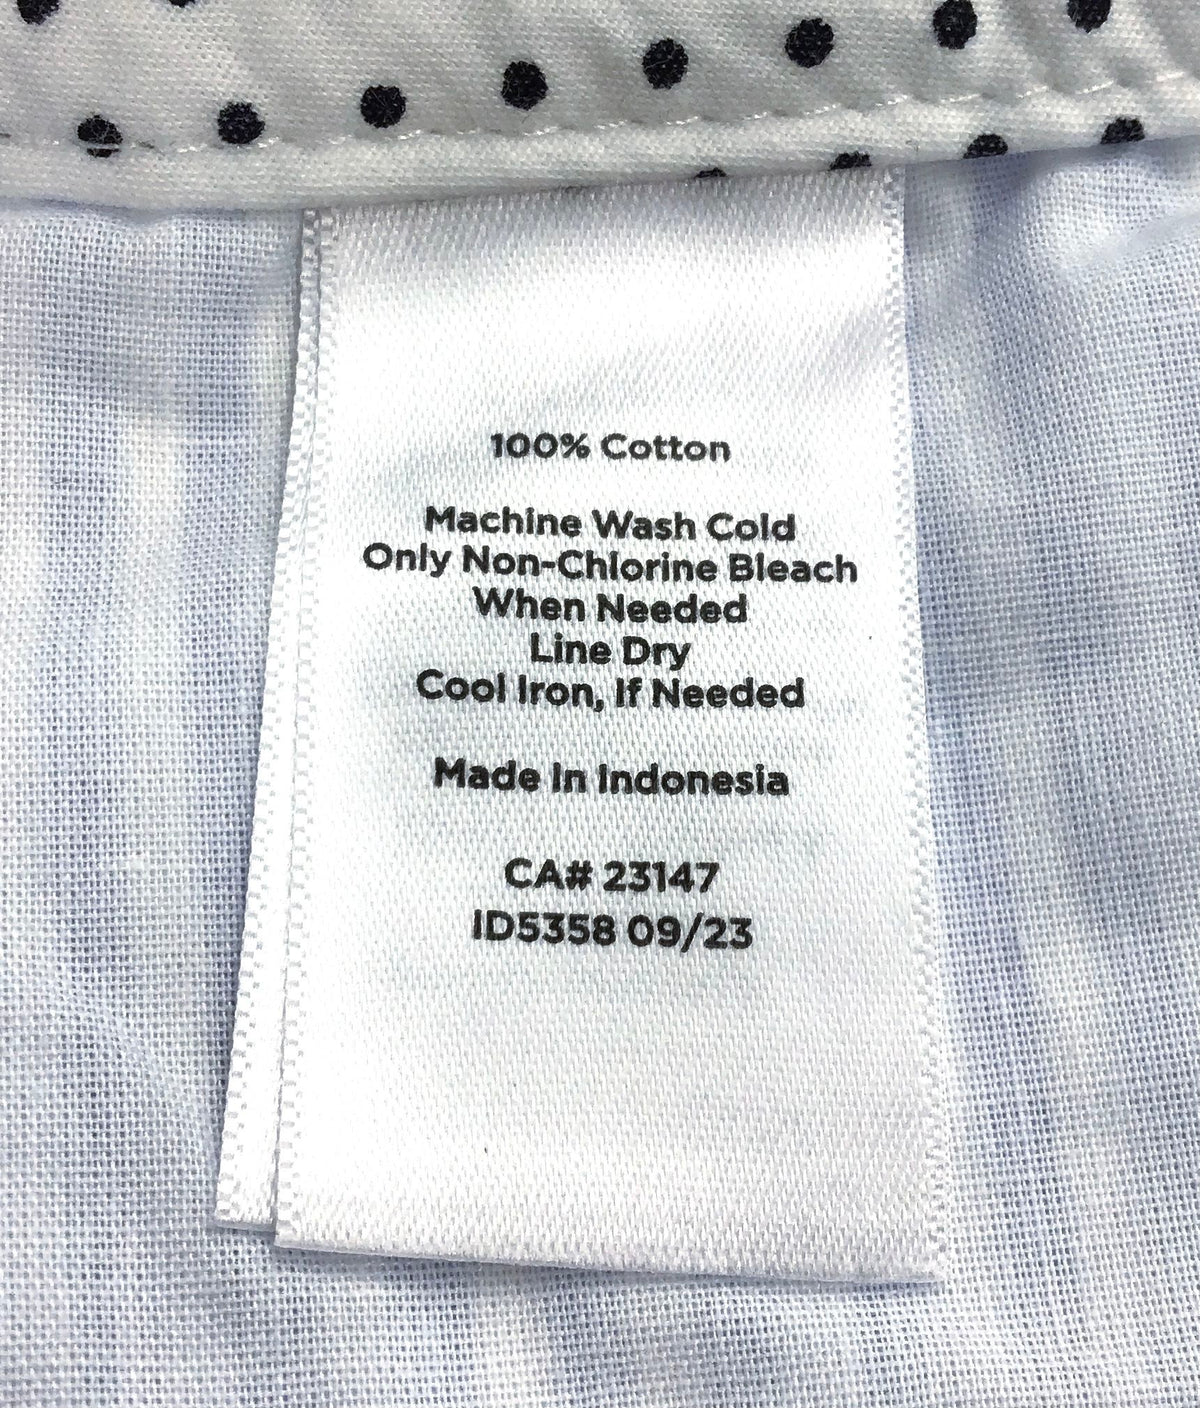 100% Cotton
Machine Wash Cold
Only Non-Chlorine Bleach
When Needed
Line Dry
Cool Iron, If Needed
Made In Indonesia
CA# 23147
ID5358 09/23